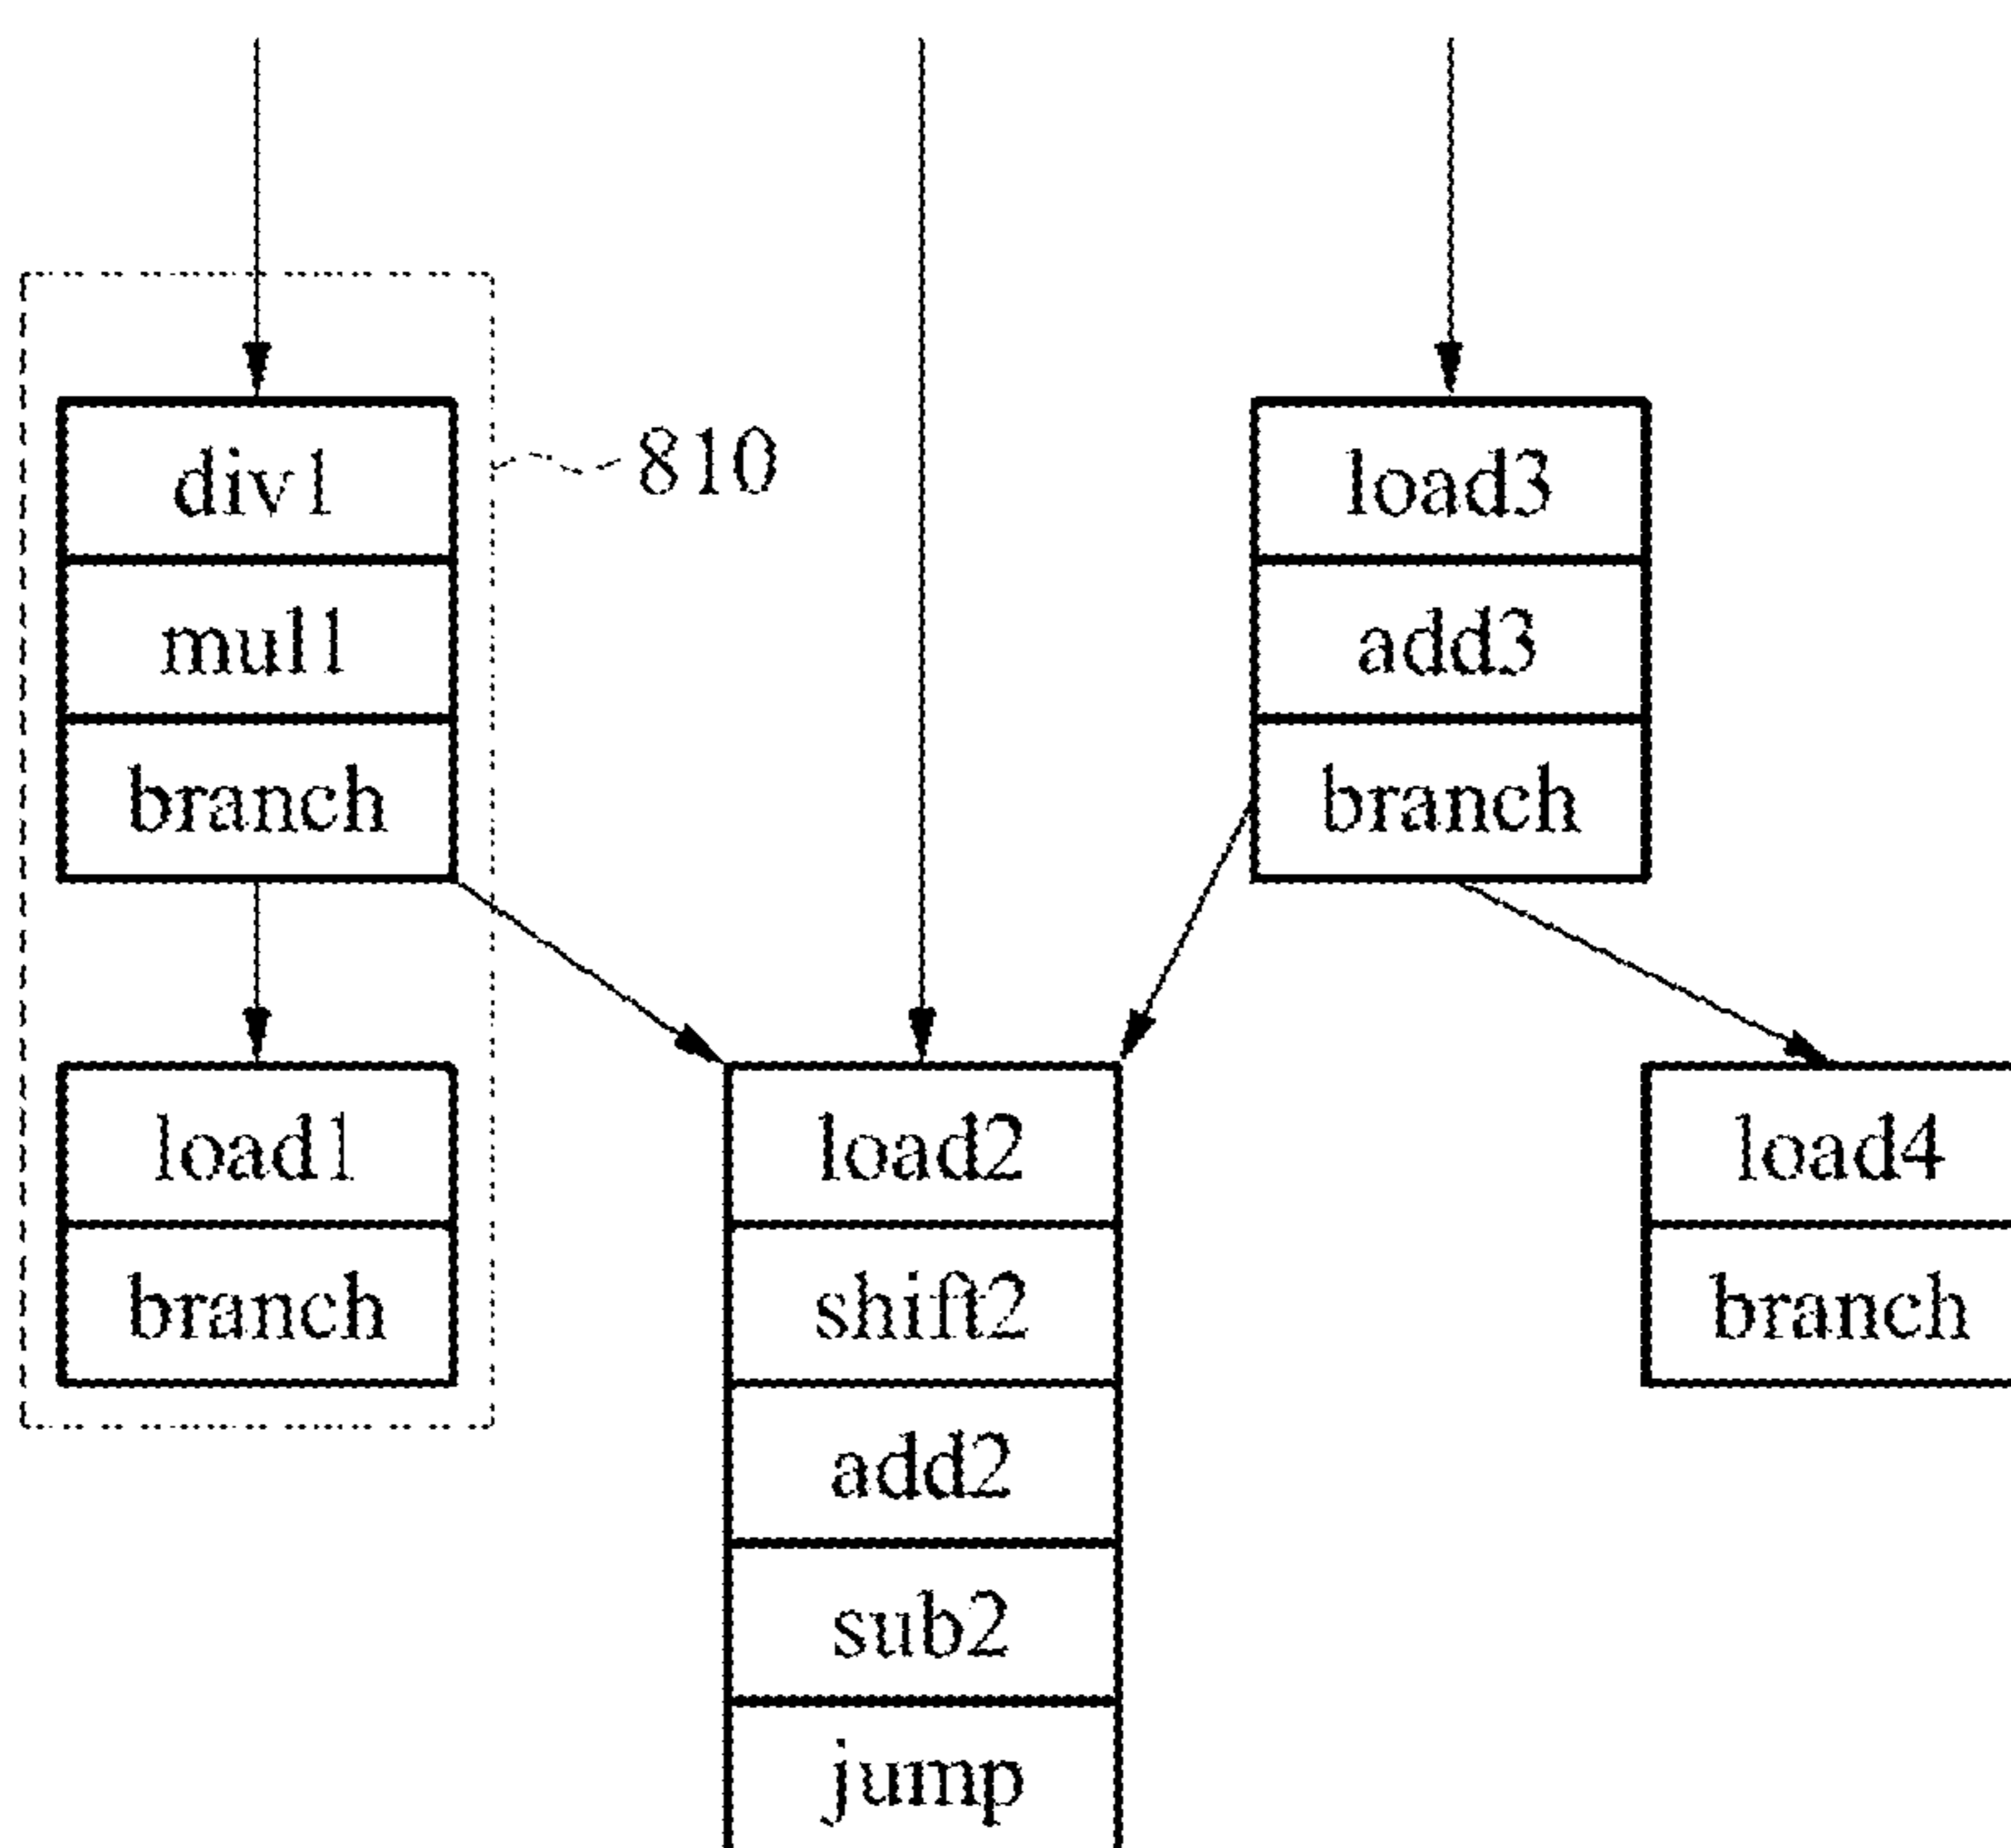 div1
mul1
branch
810
load3
add3
branch
load1
branch
load2
shift2
add2
sub2
jump
load4
branch